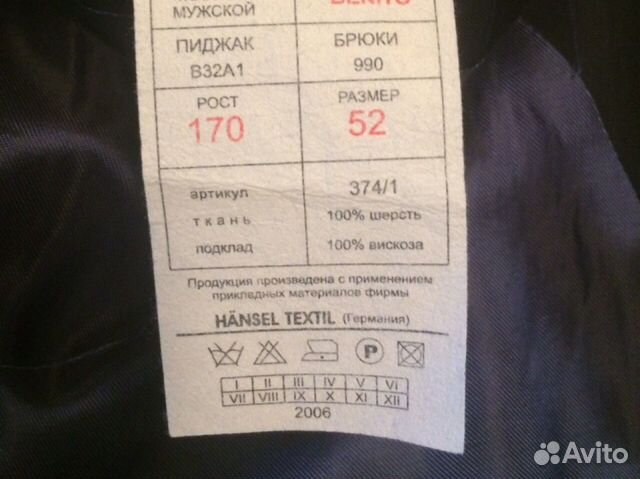 МУЖСКОЙ
ПИДЖАК БРЮКИ
В32А1 990
РОСТ РАЗМЕР
170 52
артикул 374/1
ткань 100% шерсть
подклад 100% вискоза
Продукция произведена с применением
прикладных материалов фирмы
HÄNSEL TEXTIL (Германия)
P
I II III IV V VI
VII VIII IX X XI XII
2006
Avito